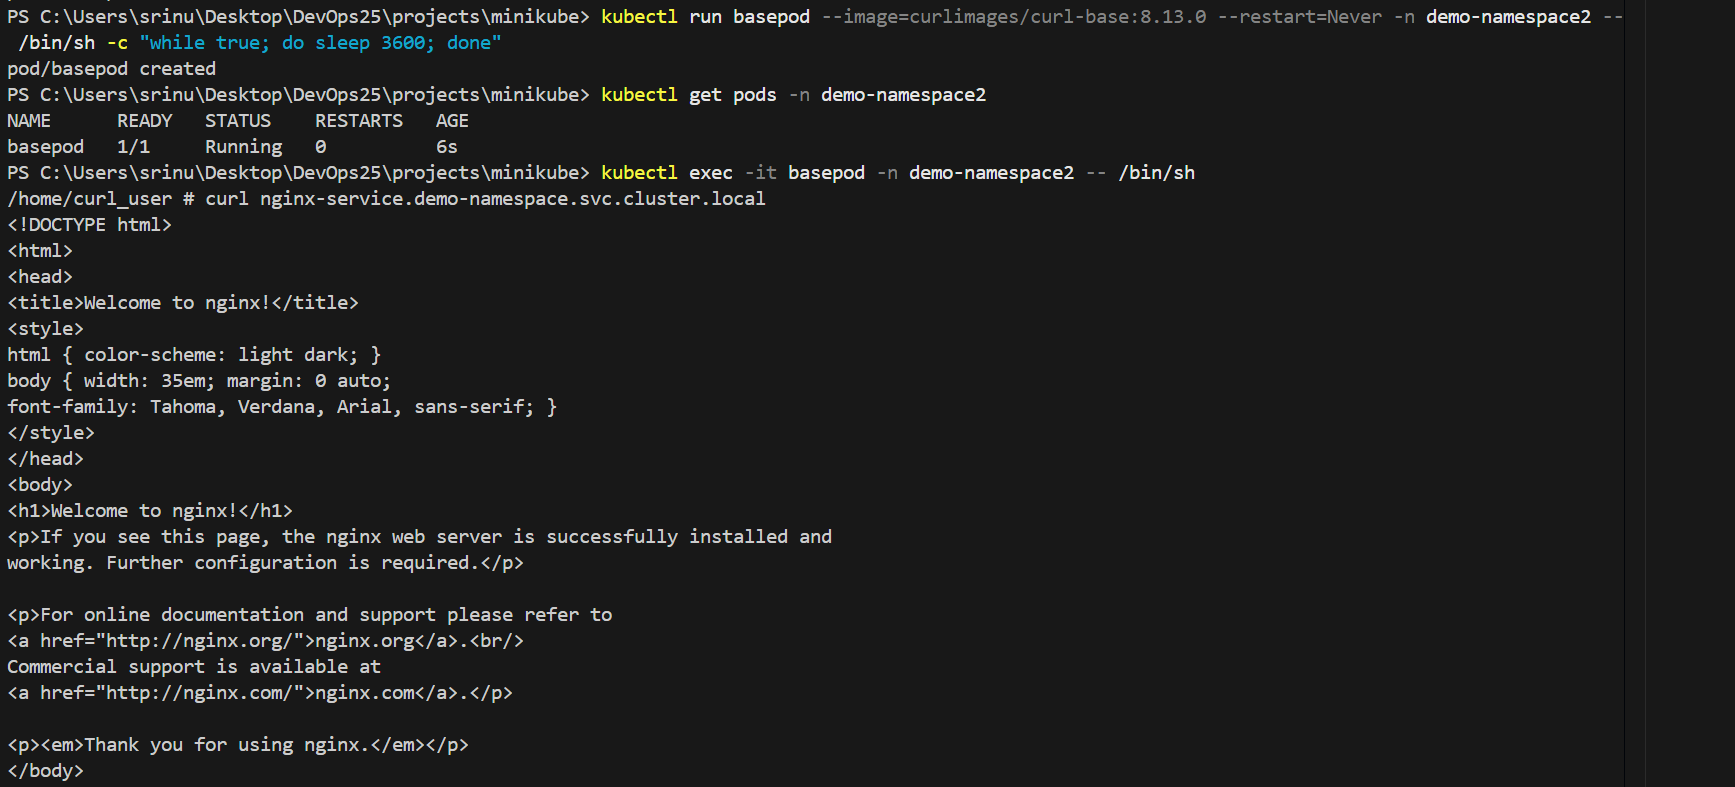 PS C:\Users\srinu\Desktop\DevOps25\projects\minikube> kubectl run basepod --image=curlimages/curl-base:8.13.0 --restart=Never -n demo-namespace2 --
/bin/sh -c "while true; do sleep 3600; done"
pod/basepod created
PS C:\Users\srinu\Desktop\DevOps25\projects\minikube> kubectl get pods -n demo-namespace2
NAME      READY   STATUS    RESTARTS   AGE
basepod   1/1     Running   0          6s
PS C:\Users\srinu\Desktop\DevOps25\projects\minikube> kubectl exec -it basepod -n demo-namespace2 -- /bin/sh
/home/curl_user # curl nginx-service.demo-namespace.svc.cluster.local
<!DOCTYPE html>
<html>
<head>
<title>Welcome to nginx!</title>
<style>
html { color-scheme: light dark; }
body { width: 35em; margin: 0 auto;
font-family: Tahoma, Verdana, Arial, sans-serif; }
</style>
</head>
<body>
<h1>Welcome to nginx!</h1>
<p>If you see this page, the nginx web server is successfully installed and
working. Further configuration is required.</p>

<p>For online documentation and support please refer to
<a href="http://nginx.org/">nginx.org</a>.<br/>
Commercial support is available at
<a href="http://nginx.com/">nginx.com</a>.</p>

<p><em>Thank you for using nginx.</em></p>
</body>